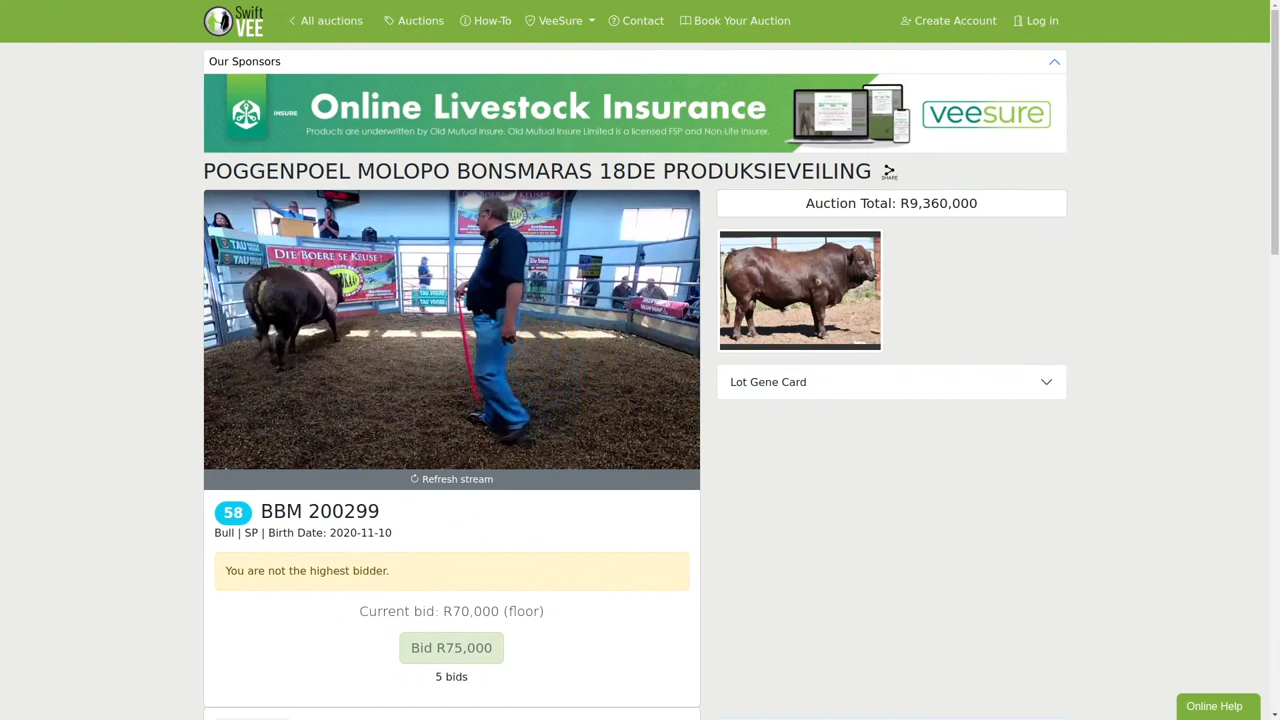 Swift
VEE
All auctions
Auctions
How-To
VeeSure
Contact
Book Your Auction
Create Account
Log in
Our Sponsors
INSURE
Online Livestock Insurance
Products are underwritten by Old Mutual Insure. Old Mutual Insure Limited is a licensed FSP and Non-Life Insurer.
veesure
POGGENPOEL MOLOPO BONSMARAS 18DE PRODUKSIEVEILING
SHARE
Auction Total: R9,360,000
DIE BOERE SE KEUSE!
TAU
Lot Gene Card
Refresh stream
58 BBM 200299
Bull | SP | Birth Date: 2020-11-10
You are not the highest bidder.
Current bid: R70,000 (floor)
Bid R75,000
5 bids
Online Help